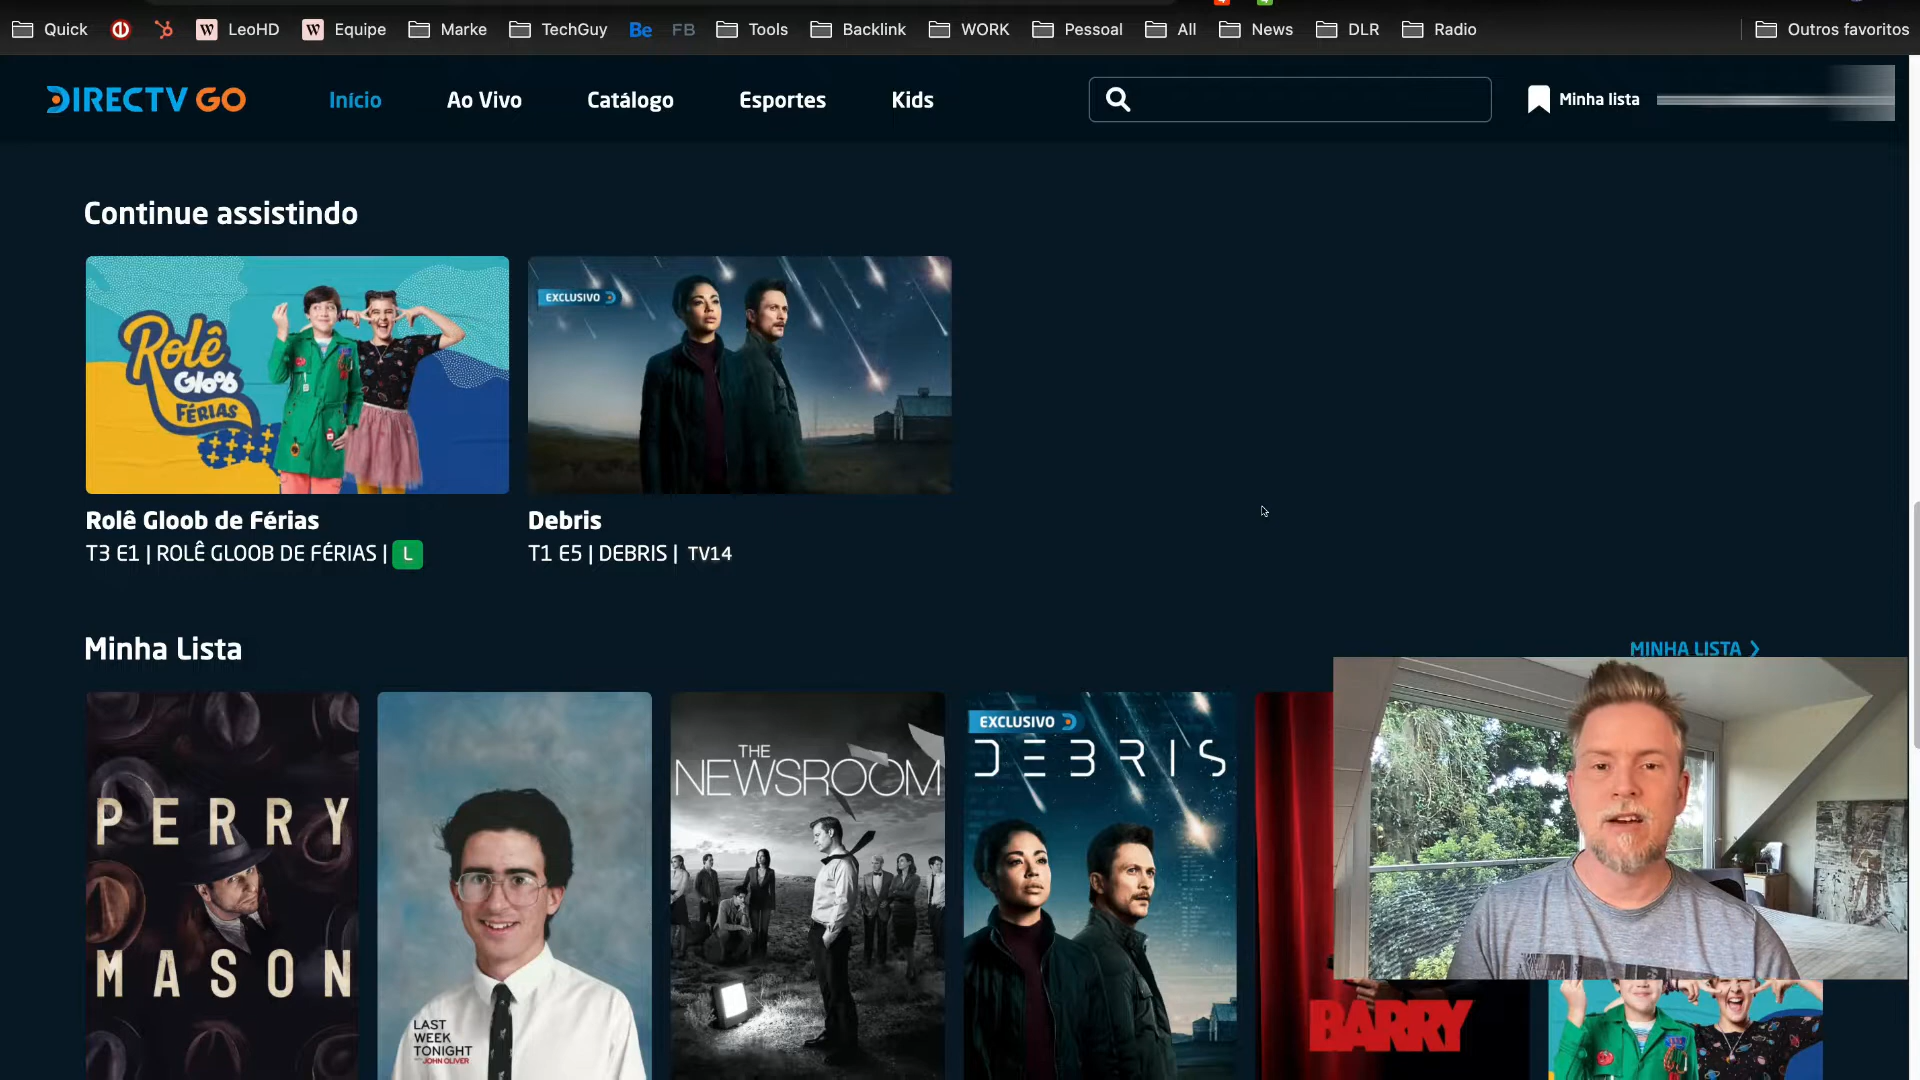 Quick
LeoHD
Equipe
Marke
TechGuy
Be
FB
Tools
Backlink
WORK
Pessoal
All
News
DLR
Radio
Outros favoritos
DIRECTV GO
Início
Ao Vivo
Catálogo
Esportes
Kids
Minha lista
Continue assistindo
Rolê
Gloob
FÉRIAS
EXCLUSIVO
Rolê Gloob de Férias
T3 E1 | ROLÊ GLOOB DE FÉRIAS | L
Debris
T1 E5 | DEBRIS | TV14
Minha Lista
MINHA LISTA
PERRY
MASON
LAST
WEEK
TONIGHT
WITH JOHN OLIVER
THE
NEWSROOM
EXCLUSIVO
DEBRIS
BARRY